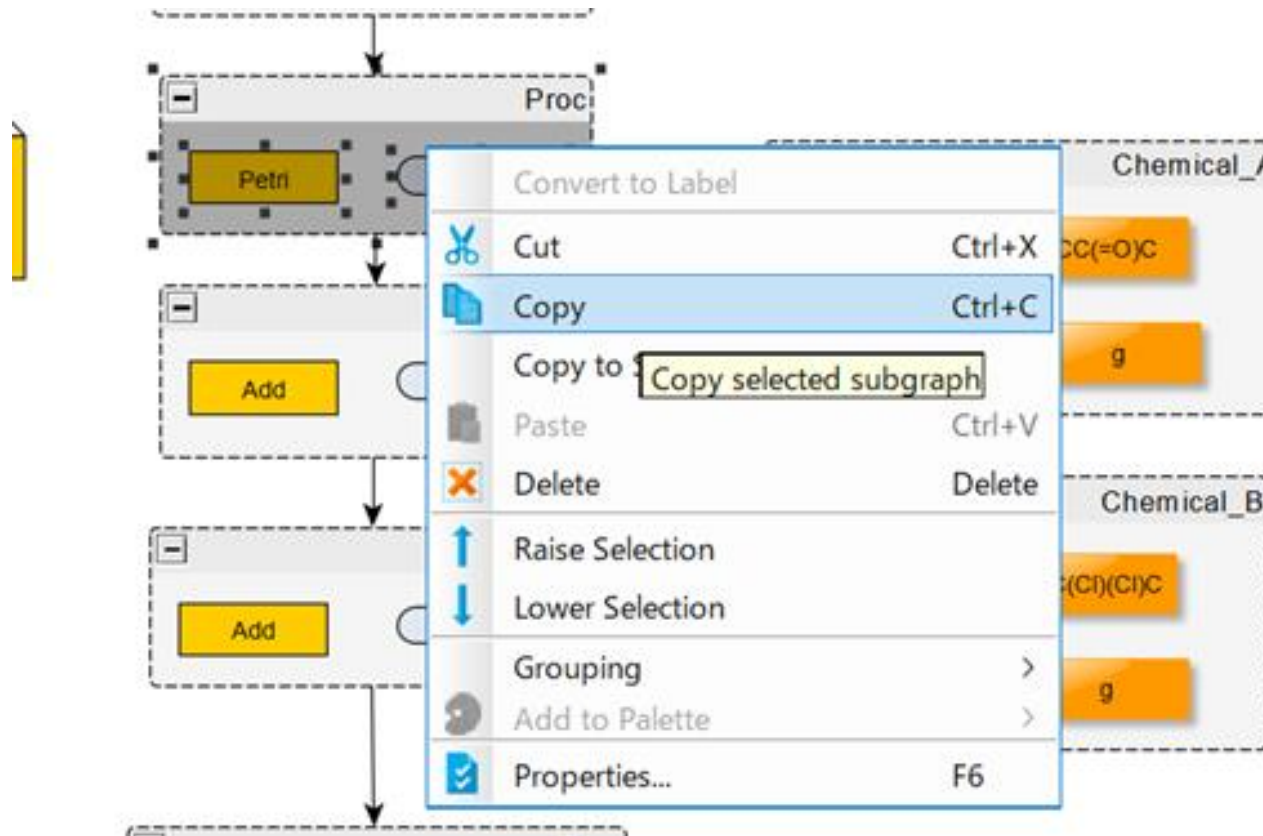 Proc
Petri
Convert to Label
Chemical_A
Cut Ctrl+X
CC(=O)C
Copy Ctrl+C
Copy to
Copy selected subgraph
g
Add
Paste Ctrl+V
Delete Delete
Chemical_B
Raise Selection
(Cl)(Cl)C
Lower Selection
Add
Grouping >
g
Add to Palette >
Properties... F6